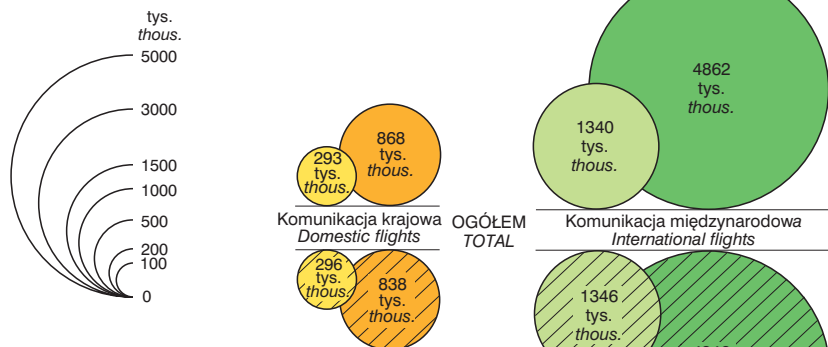 tys.
thous.
5000
3000
1500
1000
500
200
100
0
293
tys.
thous.
868
tys.
thous.
1340
tys.
thous.
4862
tys.
thous.
Komunikacja krajowa
Domestic flights
OGÓŁEM
TOTAL
Komunikacja międzynarodowa
International flights
296
tys.
thous.
838
tys.
thous.
1346
tys.
thous.